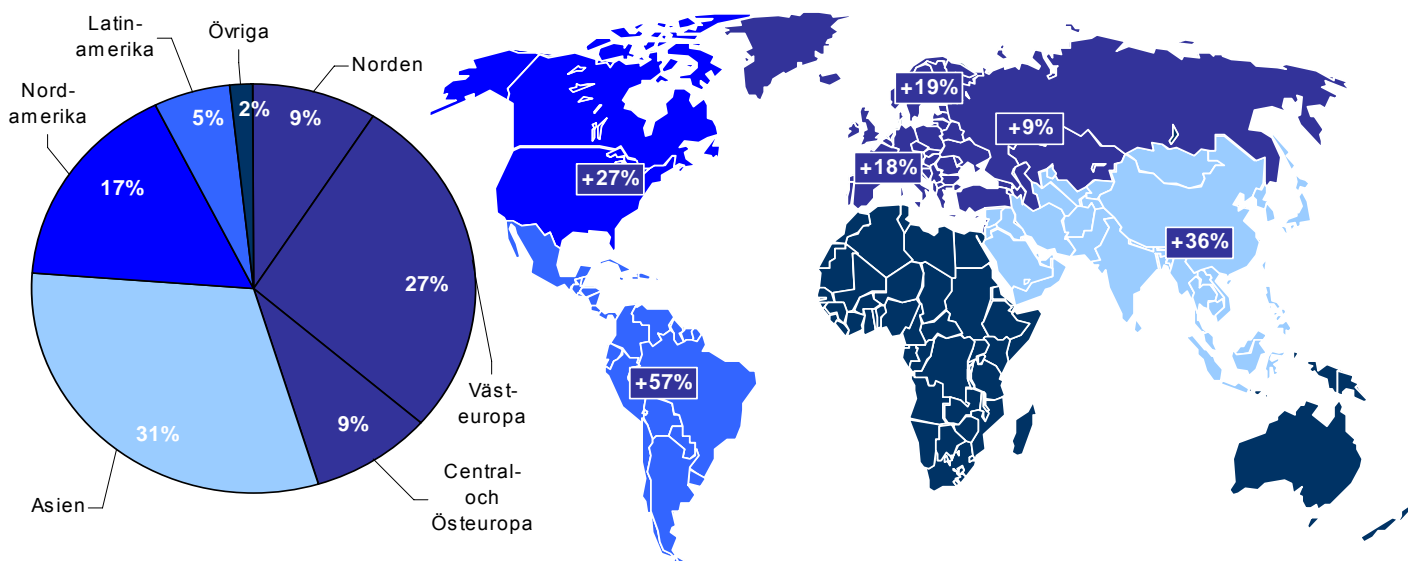 Latin-
amerika
Övriga
Norden
Nord-
amerika
5%
2%
9%
17%
27%
31%
9%
Väst-
europa
Central-
och
Östeuropa
Asien
+19%
+9%
+18%
+27%
+36%
+57%